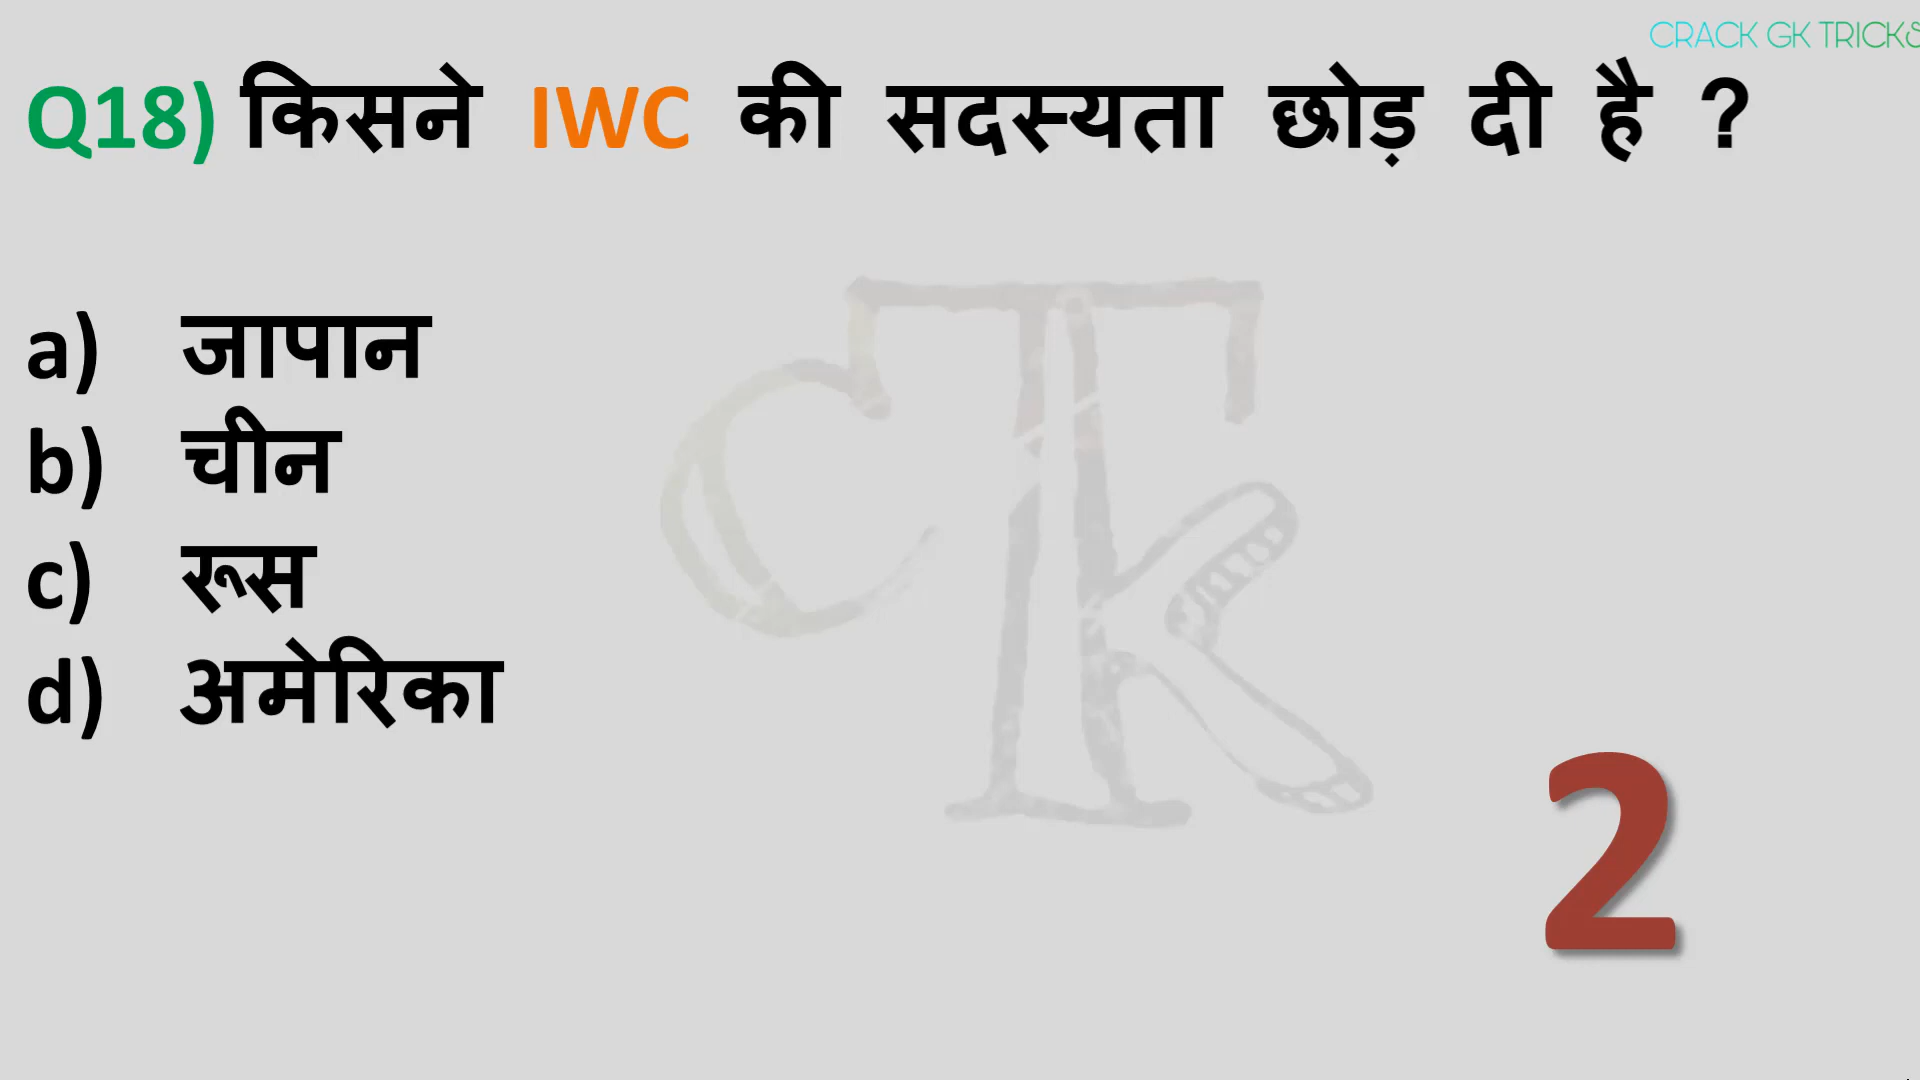 CRACK GK TRICKS
Q18) किसने IWC की सदस्यता छोड़ दी है ?
a) जापान
b) चीन
c) रूस
d) अमेरिका
2